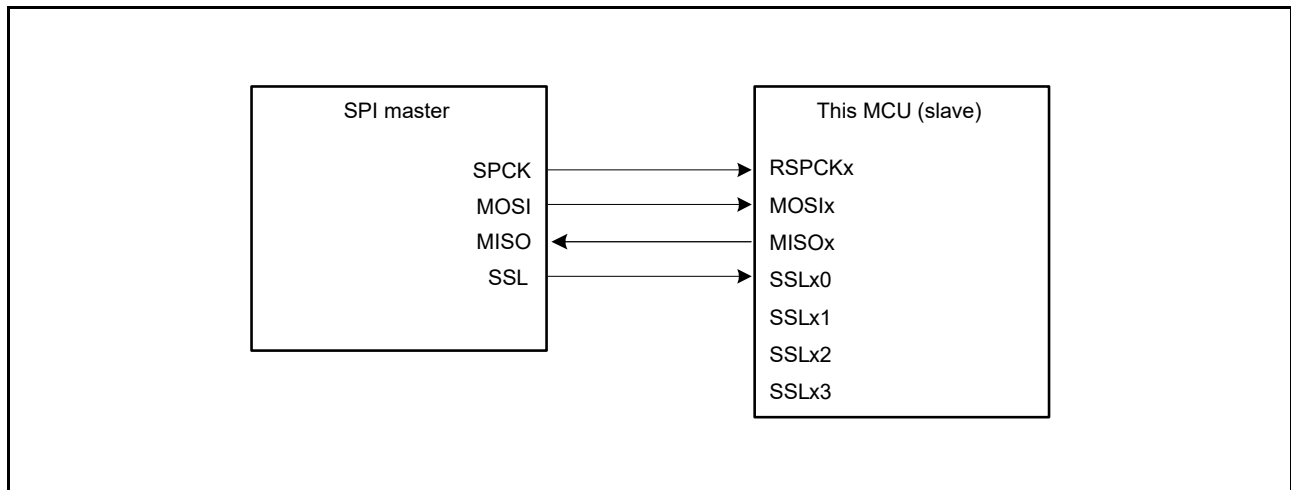 SPI master
SPCK
MOSI
MISO
SSL
This MCU (slave)
RSPCKx
MOSIx
MISOx
SSLx0
SSLx1
SSLx2
SSLx3